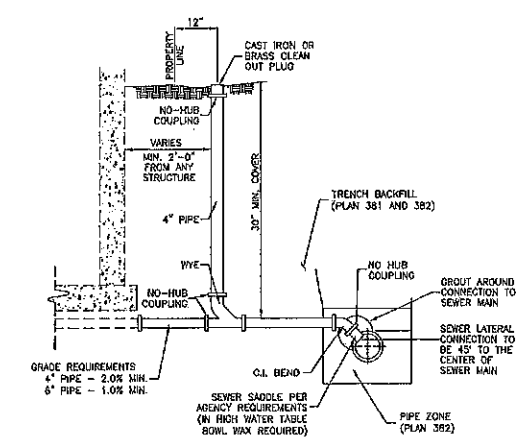 12"
PROPERTY
LINE
CAST IRON OR
BRASS CLEAN
OUT PLUG
NO-HUB
COUPLING
VARIES
MIN. 2'-0"
FROM ANY
STRUCTURE
30" MIN. COVER
4" PIPE
WYE
NO-HUB
COUPLING
TRENCH BACKFILL
(PLAN 381 AND 382)
NO HUB
COUPLING
GROUT AROUND
CONNECTION TO
SEWER MAIN
SEWER LATERAL
CONNECTION TO
BE 45' TO THE
CENTER OF
SEWER MAIN
GRADE REQUIREMENTS
4" PIPE - 2.0% MIN.
6" PIPE - 1.0% MIN.
C.I. BEND
SEWER SADDLE PER
AGENCY REQUIREMENTS
(IN HIGH WATER TABLE
BOWL WAX REQUIRED)
PIPE ZONE
(PLAN 382)